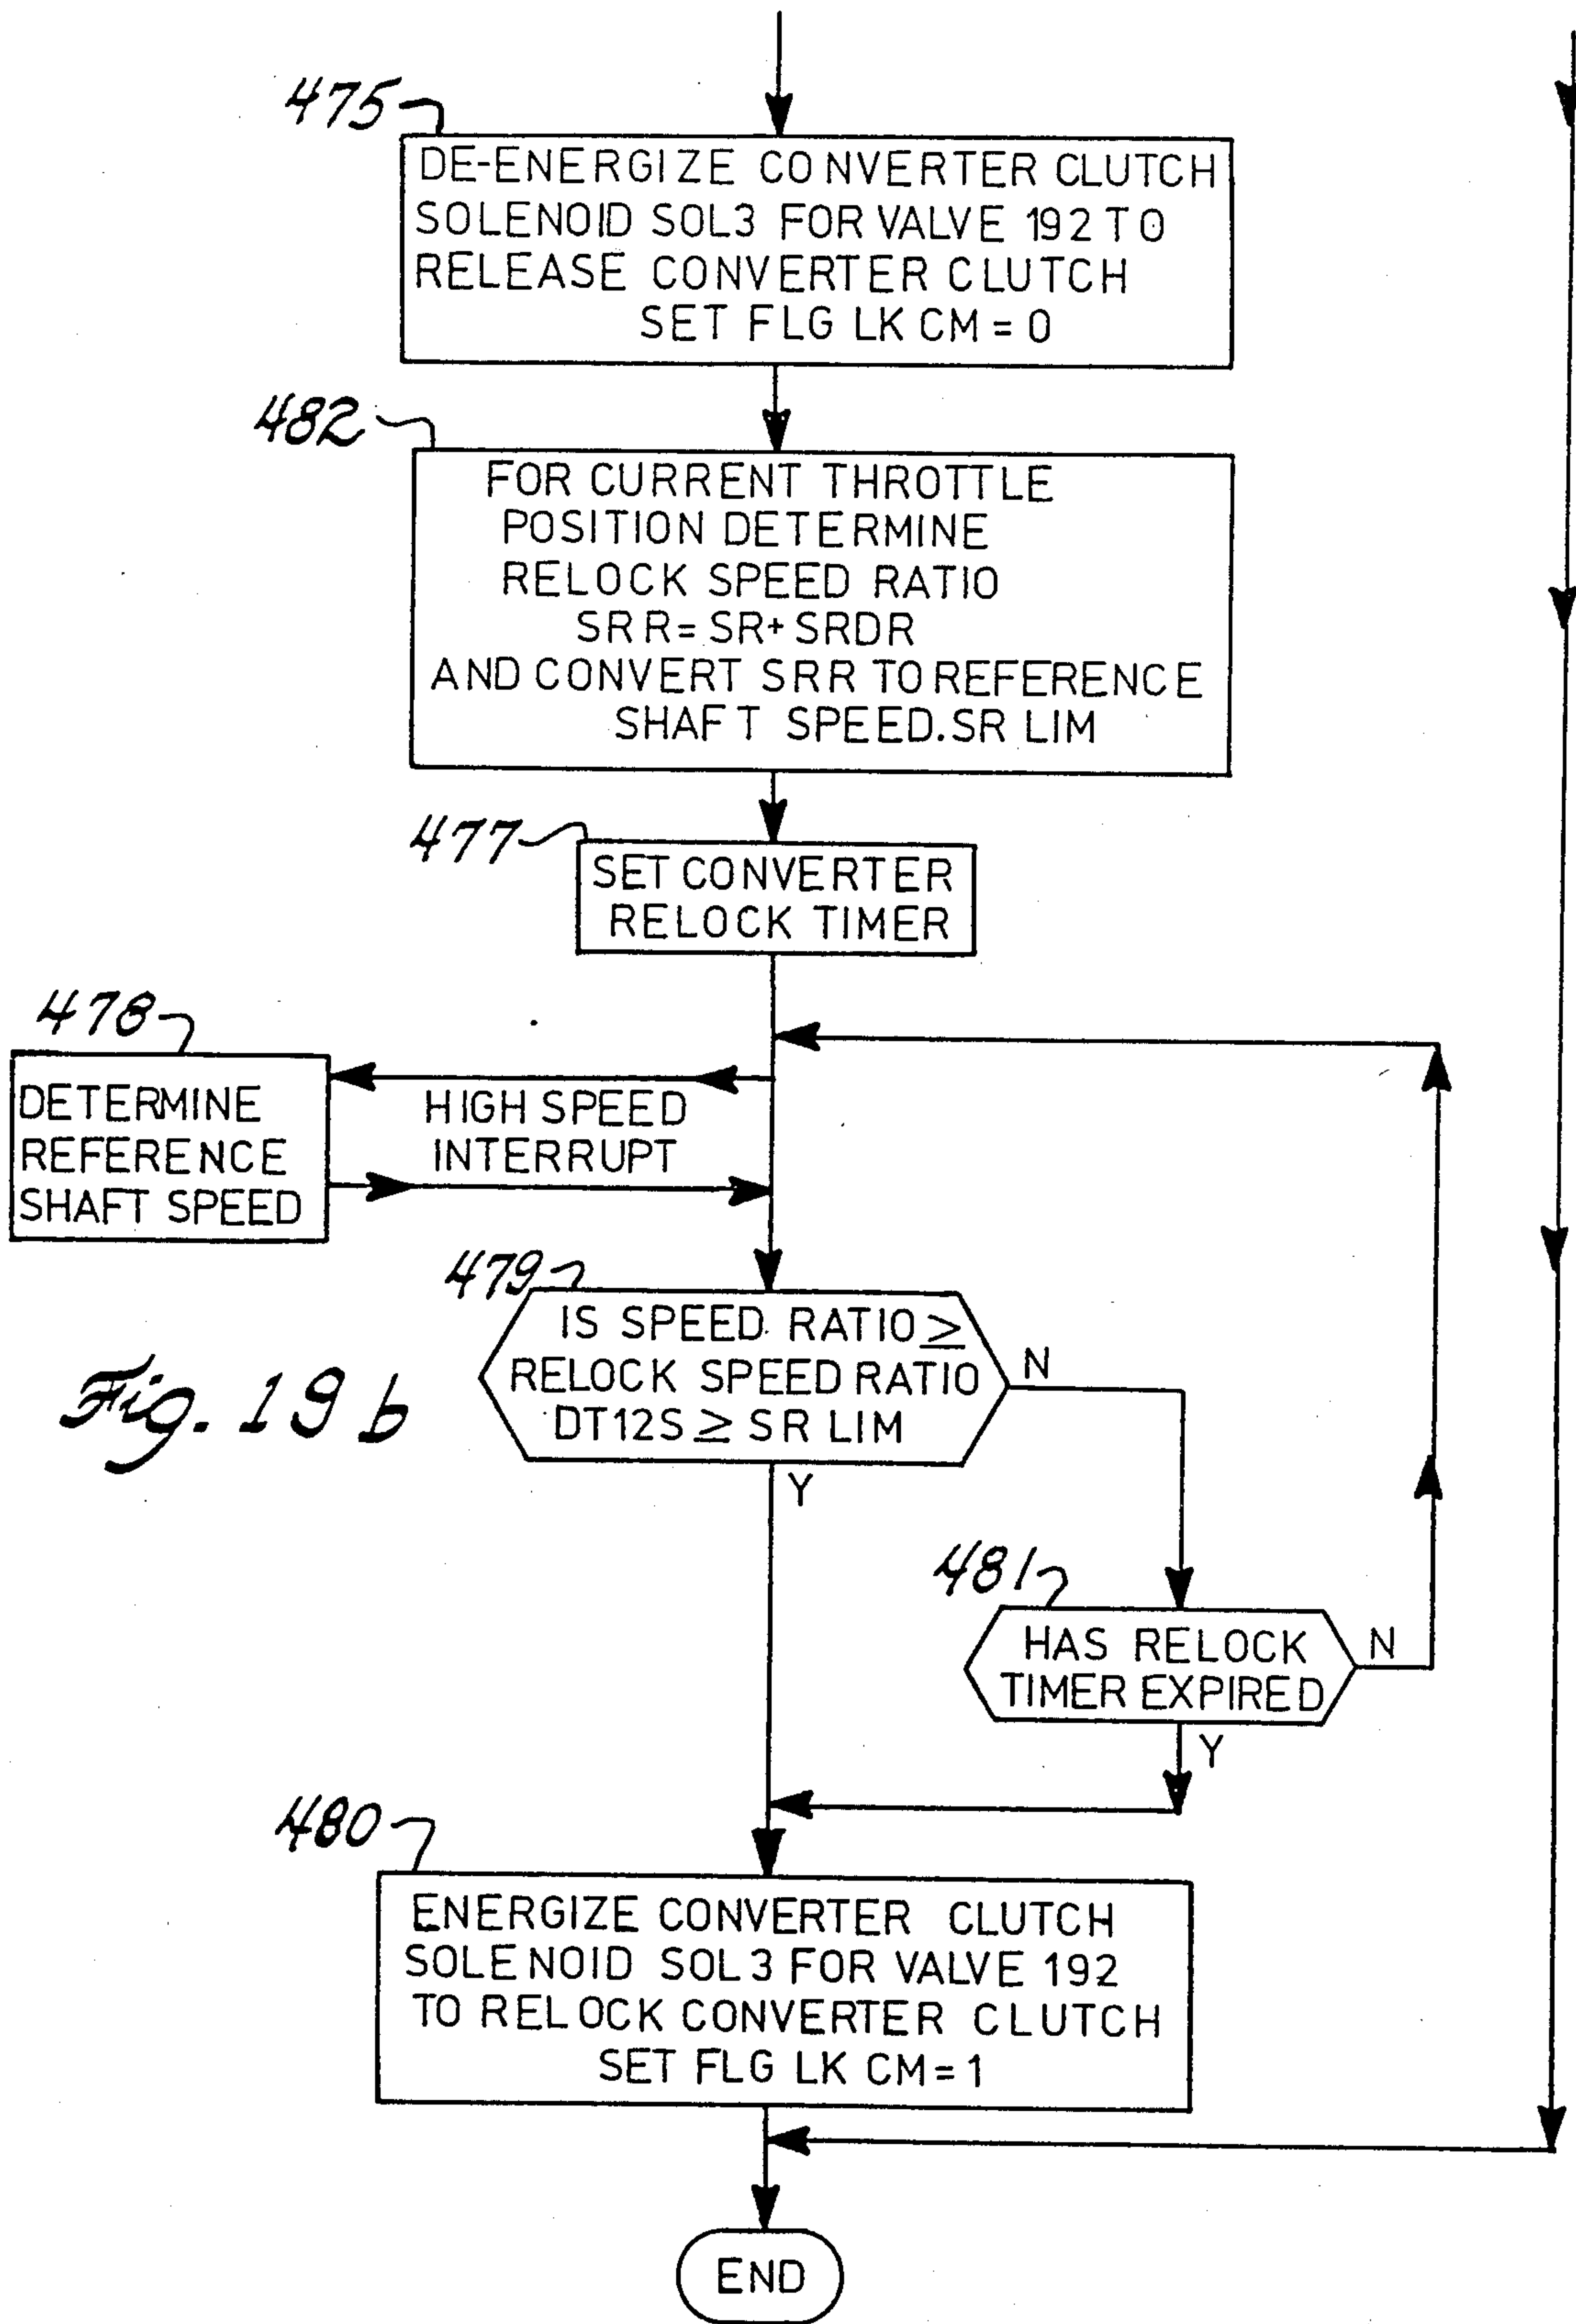 475
DE-ENERGIZE CONVERTER CLUTCH
SOLENOID SOL3 FOR VALVE 192 TO
RELEASE CONVERTER CLUTCH
SET FLG LK CM = 0
482
FOR CURRENT THROTTLE
POSITION DETERMINE
RELOCK SPEED RATIO
SRR = SR + SRDR
AND CONVERT SRR TO REFERENCE
SHAFT SPEED. SR LIM
477
SET CONVERTER
RELOCK TIMER
478
DETERMINE
REFERENCE
SHAFT SPEED
HIGH SPEED
INTERRUPT
479
IS SPEED RATIO ≥
RELOCK SPEED RATIO
DT12S ≥ SR LIM
N
Y
Fig. 19 b
481
HAS RELOCK
TIMER EXPIRED
N
Y
480
ENERGIZE CONVERTER CLUTCH
SOLENOID SOL3 FOR VALVE 192
TO RELOCK CONVERTER CLUTCH
SET FLG LK CM = 1
END